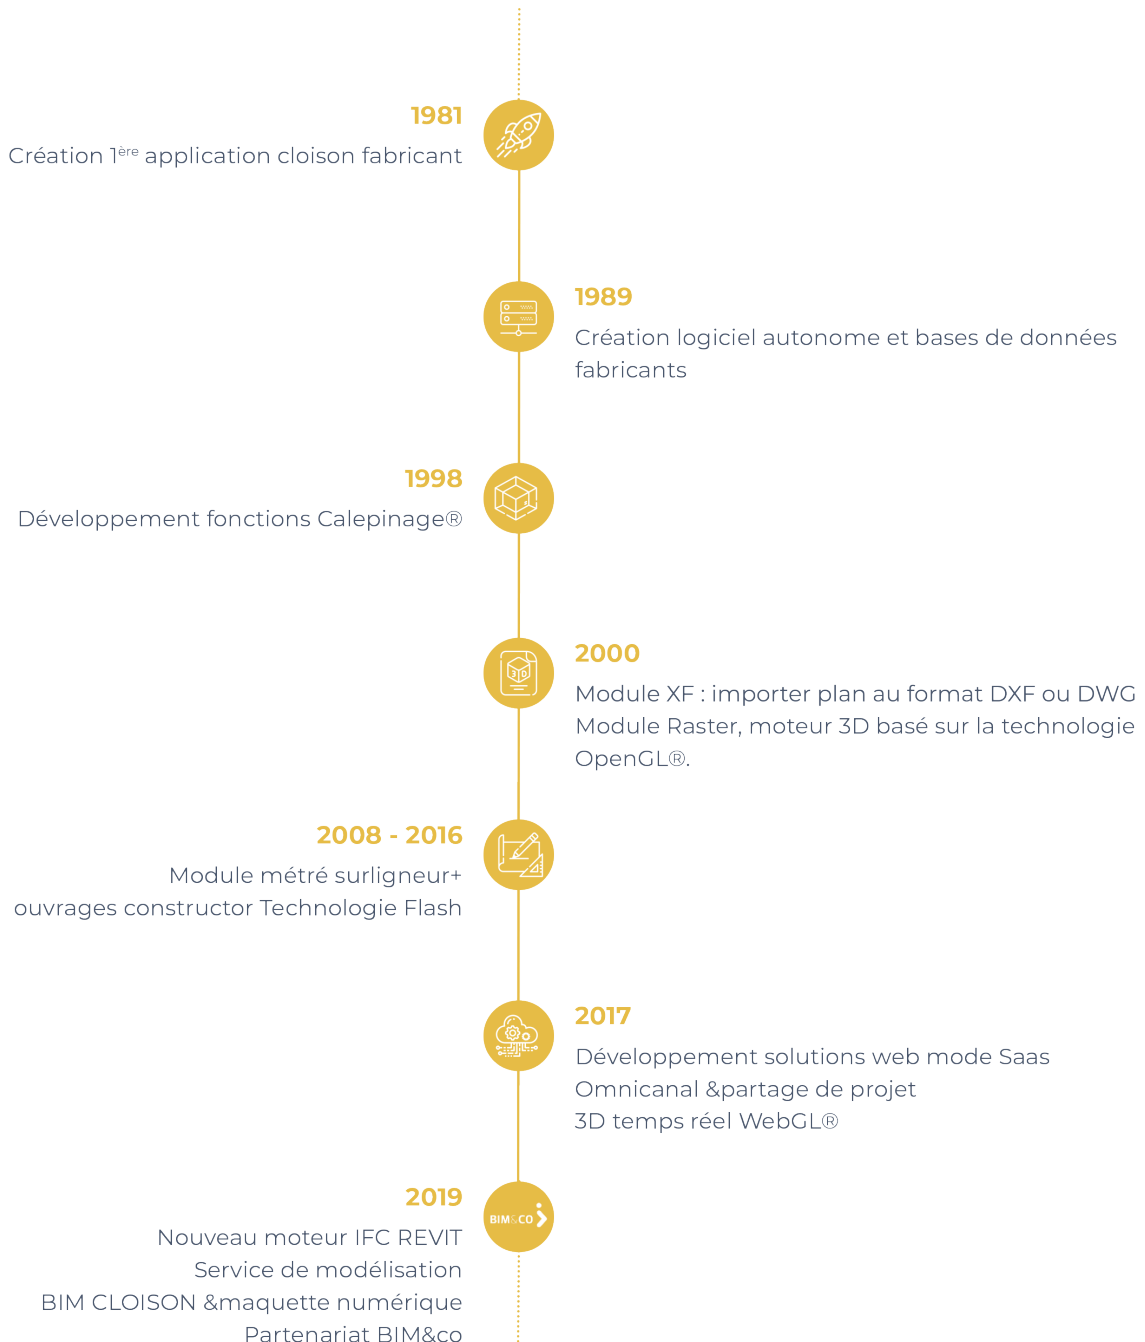 1981
Création 1ère application cloison fabricant
1989
Création logiciel autonome et bases de données
fabricants
1998
Développement fonctions Calepinage®
2000
3D
Module XF : importer plan au format DXF ou DWG
Module Raster, moteur 3D basé sur la technologie
OpenGL®.
2008 - 2016
Module métré surligneur+
ouvrages constructor Technologie Flash
2017
Développement solutions web mode Saas
Omnicanal &partage de projet
3D temps réel WebGL®
2019
BIM&CO
Nouveau moteur IFC REVIT
Service de modélisation
BIM CLOISON &maquette numérique
Partenariat BIM&co